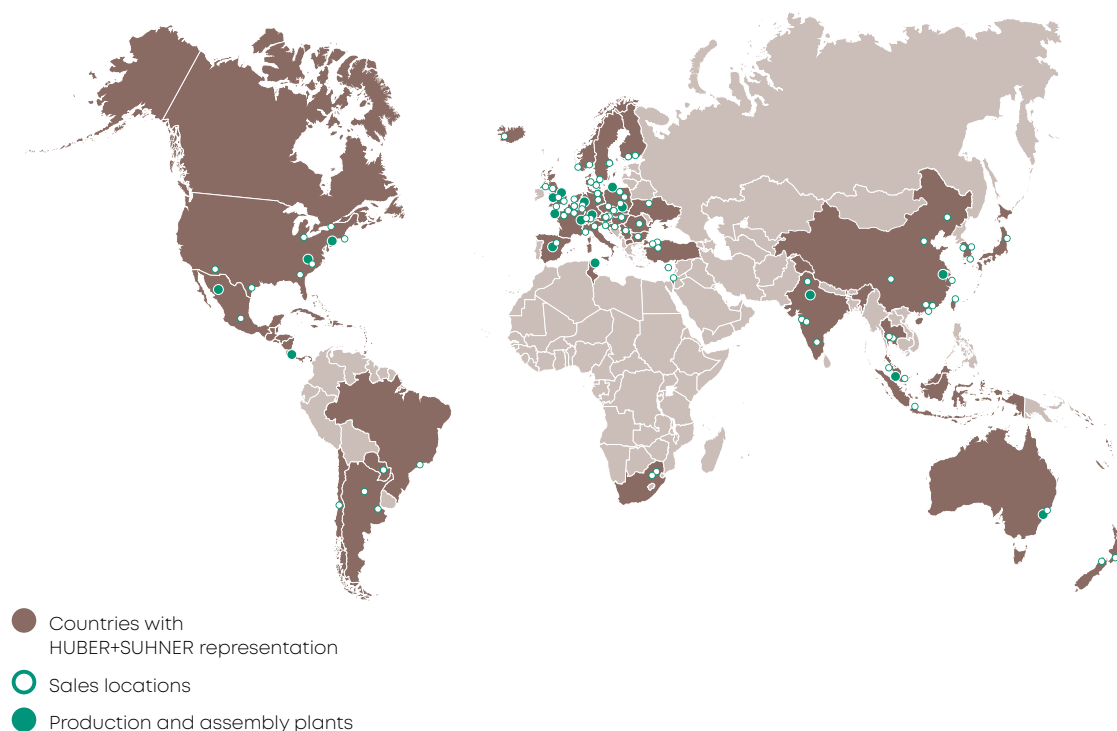 Countries with
HUBER+SUHNER representation
Sales locations
Production and assembly plants